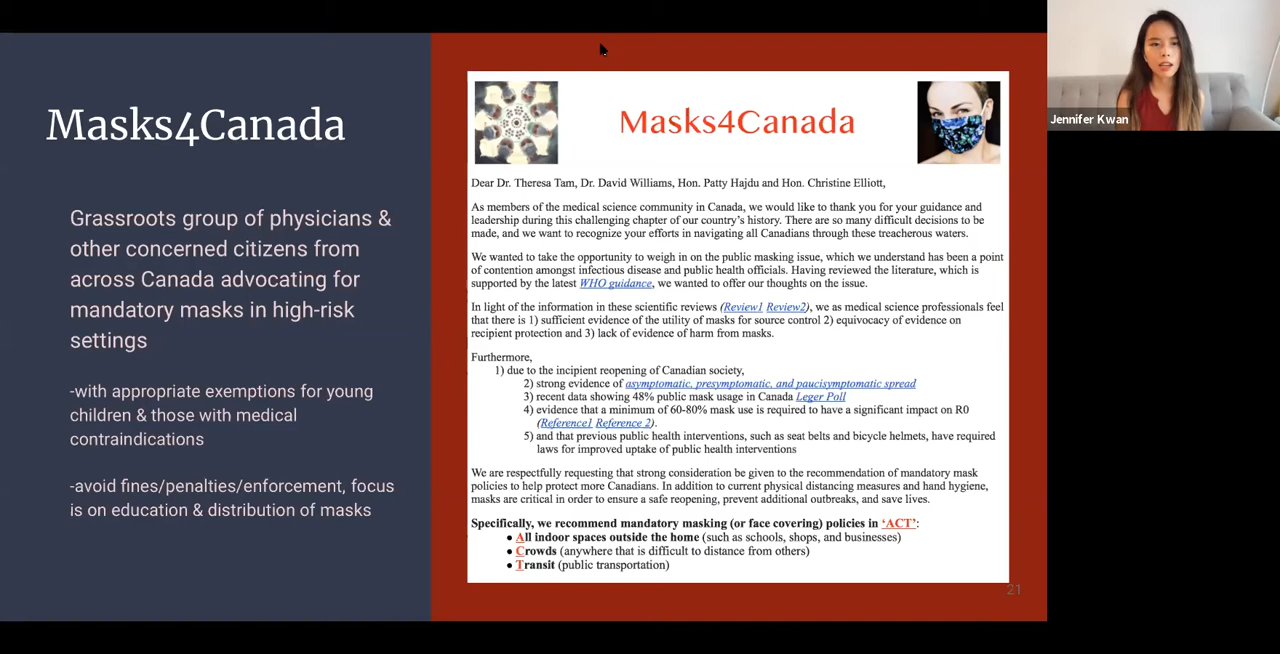 Masks4Canada
Grassroots group of physicians &
other concerned citizens from
across Canada advocating for
mandatory masks in high-risk
settings
-with appropriate exemptions for young
children & those with medical
contraindications
-avoid fines/penalties/enforcement, focus
is on education & distribution of masks
Masks4Canada
Dear Dr. Theresa Tam, Dr. David Williams, Hon. Patty Hajdu and Hon. Christine Elliott,
As members of the medical science community in Canada, we would like to thank you for your guidance and
leadership during this challenging chapter of our country's history. There are so many difficult decisions to be
made, and we want to recognize your efforts in navigating all Canadians through these treacherous waters.
We wanted to take the opportunity to weigh in on the public masking issue, which we understand has been a point
of contention amongst infectious disease and public health officials. Having reviewed the literature, which is
supported by the latest WHO guidance, we wanted to offer our thoughts on the issue.
In light of the information in these scientific reviews (Review1 Review2), we as medical science professionals feel
that there is 1) sufficient evidence of the utility of masks for source control 2) equivocacy of evidence on
recipient protection and 3) lack of evidence of harm from masks.
Furthermore,
1) due to the incipient reopening of Canadian society,
2) strong evidence of asymptomatic, presymptomatic, and paucisymptomatic spread
3) recent data showing 48% public mask usage in Canada Leger Poll
4) evidence that a minimum of 60-80% mask use is required to have a significant impact on R0
(Reference1 Reference 2).
5) and that previous public health interventions, such as seat belts and bicycle helmets, have required
laws for improved uptake of public health interventions
We are respectfully requesting that strong consideration be given to the recommendation of mandatory mask
policies to help protect more Canadians. In addition to current physical distancing measures and hand hygiene,
masks are critical in order to ensure a safe reopening, prevent additional outbreaks, and save lives.
Specifically, we recommend mandatory masking (or face covering) policies in 'ACT':
• All indoor spaces outside the home (such as schools, shops, and businesses)
• Crowds (anywhere that is difficult to distance from others)
• Transit (public transportation)
21
Jennifer Kwan